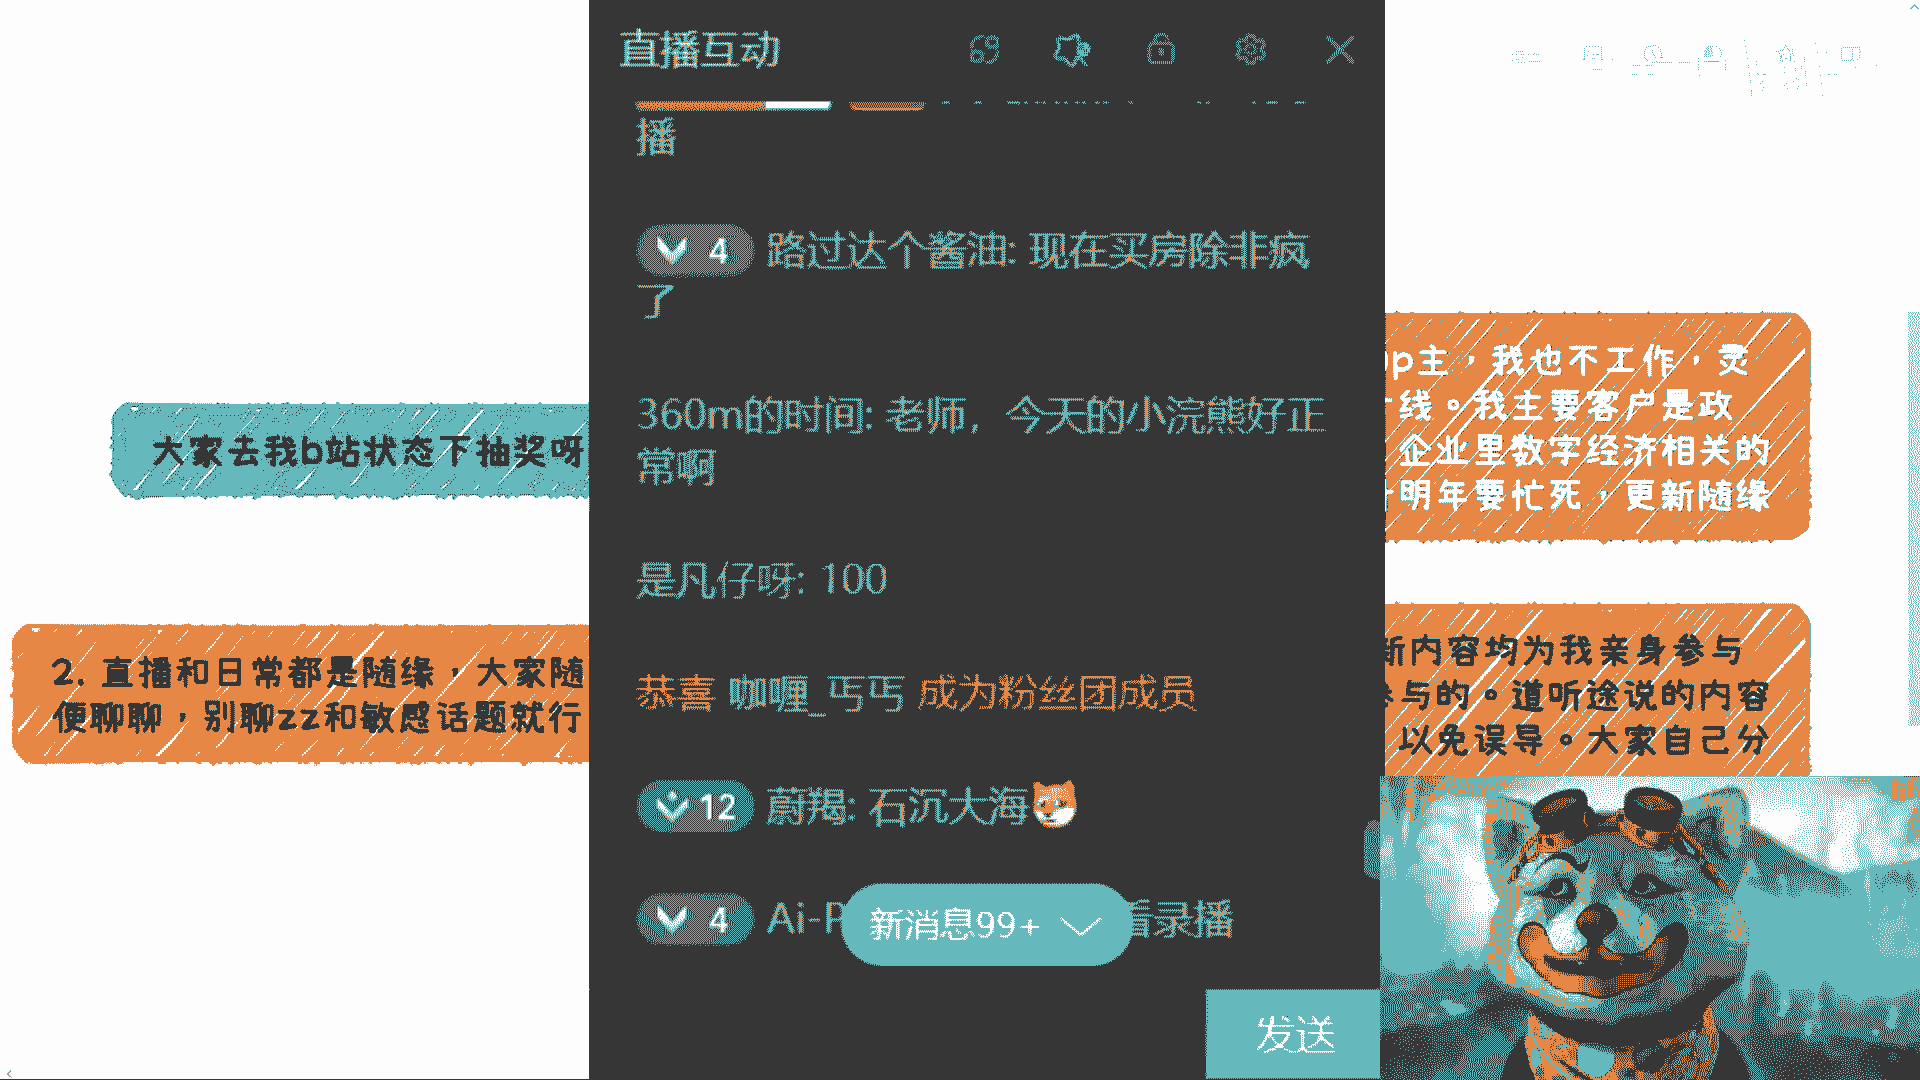 直播互动
播
4 路过达个酱油: 现在买房除非疯
了
360m的时间: 老师，今天的小浣熊好正
常啊
是凡仔呀: 100
恭喜 咖喱_丐丐 成为粉丝团成员
12 蔚羯: 石沉大海
4 Ai-P
看录播
新消息99+
发送
大家去我b站状态下抽奖呀
2. 直播和日常都是随缘，大家随
便聊聊，别聊zz和敏感话题就行
up主，我也不工作，灵
线。我主要客户是政
企业里数字经济相关的
明年要忙死，更新随缘
新内容均为我亲身参与
参与的。道听途说的内容
以免误导。大家自己分